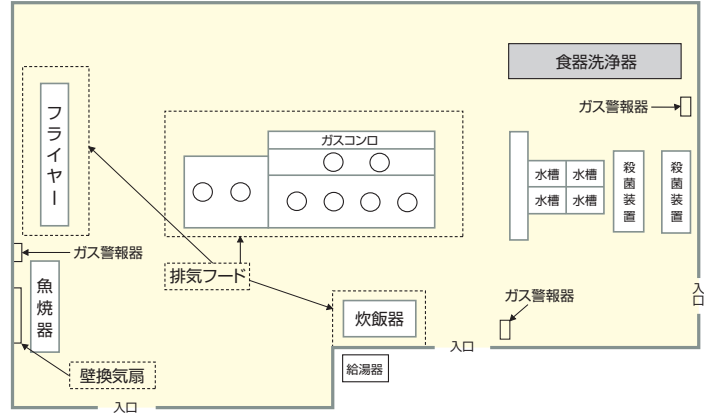 食器洗浄器
ガス警報器
フライヤー
ガスコンロ
水槽
水槽
水槽
水槽
殺菌装置
殺菌装置
ガス警報器
排気フード
魚焼器
ガス警報器
入口
炊飯器
入口
壁換気扇
給湯器
入口